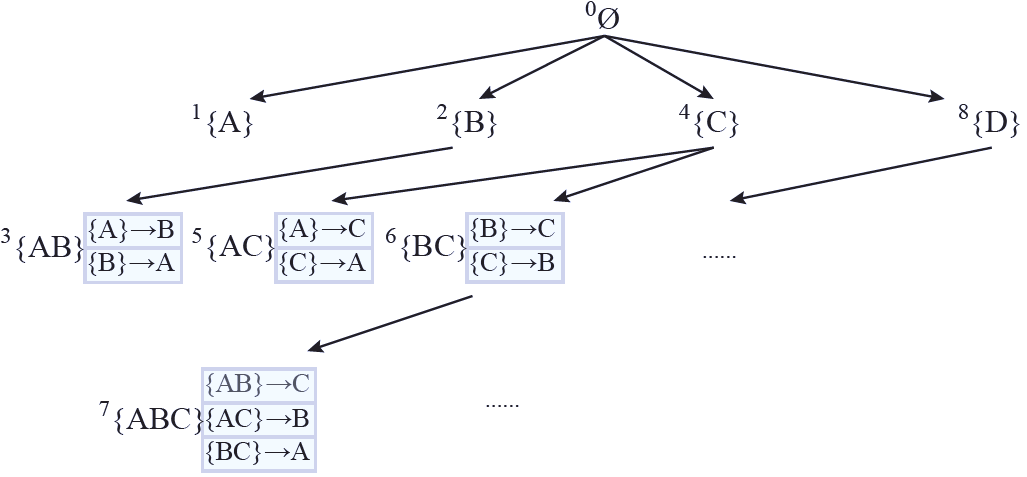 ⁰Ø
¹{A} ²{B} ⁴{C} ⁸{D}
³{AB} {A}→B {B}→A ⁵{AC} {A}→C {C}→A ⁶{BC} {B}→C {C}→B ......
⁷{ABC} {AB}→C {AC}→B {BC}→A ......